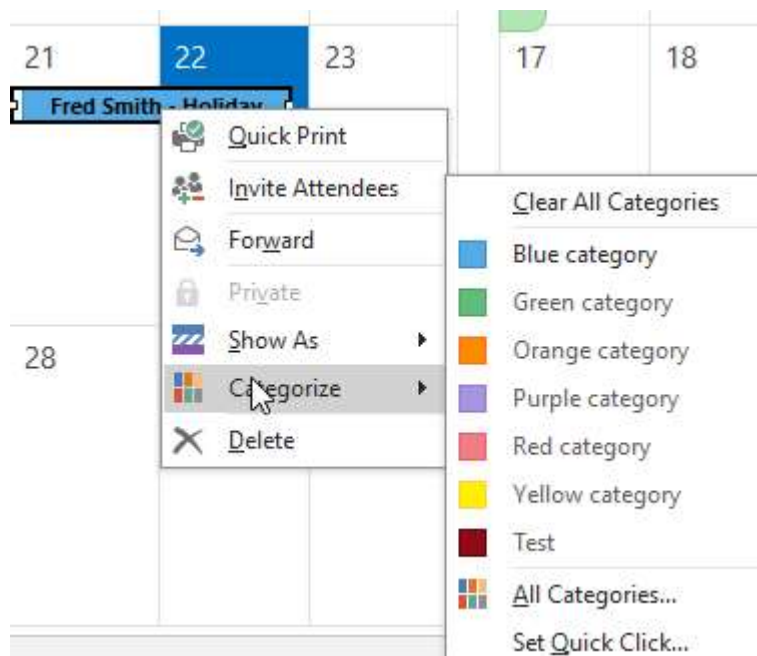 21 22 23 17 18
Fred Smith - Holiday
Quick Print
Invite Attendees
Forward
Private
Show As
Categorize
Delete
28
Clear All Categories
Blue category
Green category
Orange category
Purple category
Red category
Yellow category
Test
All Categories...
Set Quick Click...